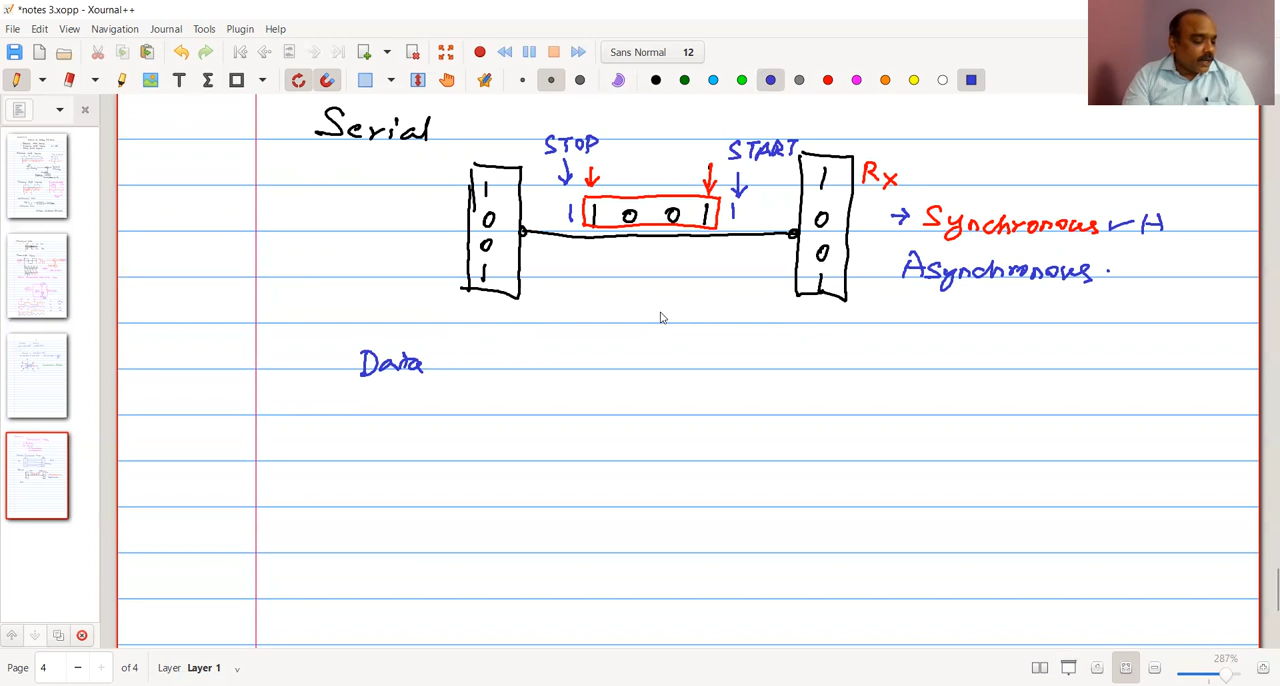 *notes 3.xopp - Xournal++
File Edit View Navigation Journal Tools Plugin Help
Sans Normal 12
Serial
STOP
START
1 0 0 1
1 1 0 0 1 1
1 0 0 1
Rx
→ Synchronous
Asynchronous
Data
Page 4 of 4 Layer Layer 1
287%